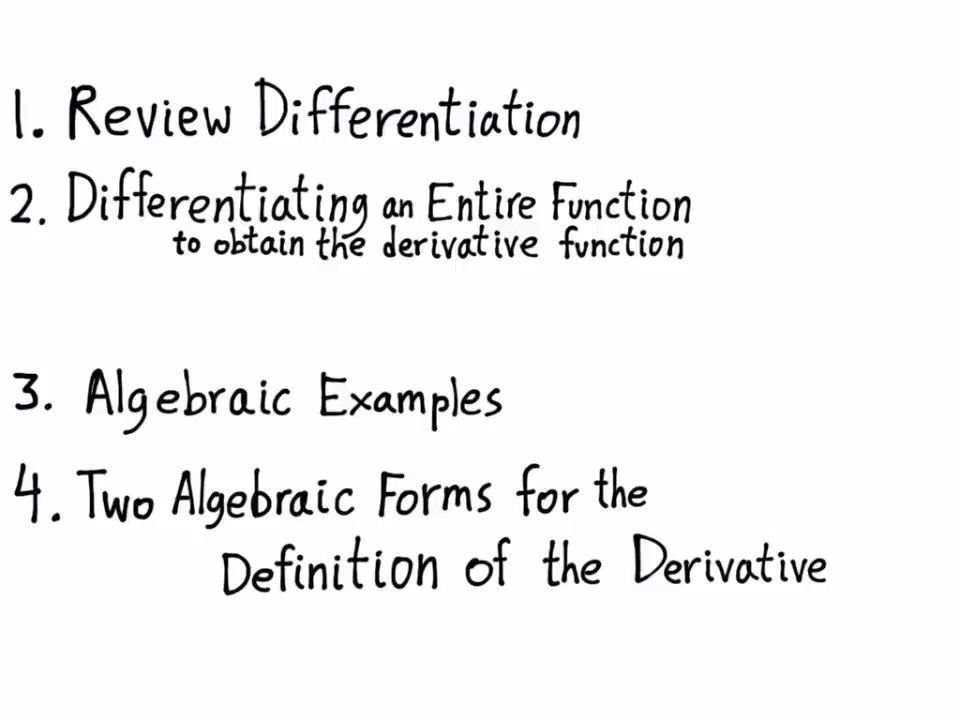 1. Review Differentiation
2. Differentiating an Entire Function
to obtain the derivative function
3. Algebraic Examples
4. Two Algebraic Forms for the
Definition of the Derivative